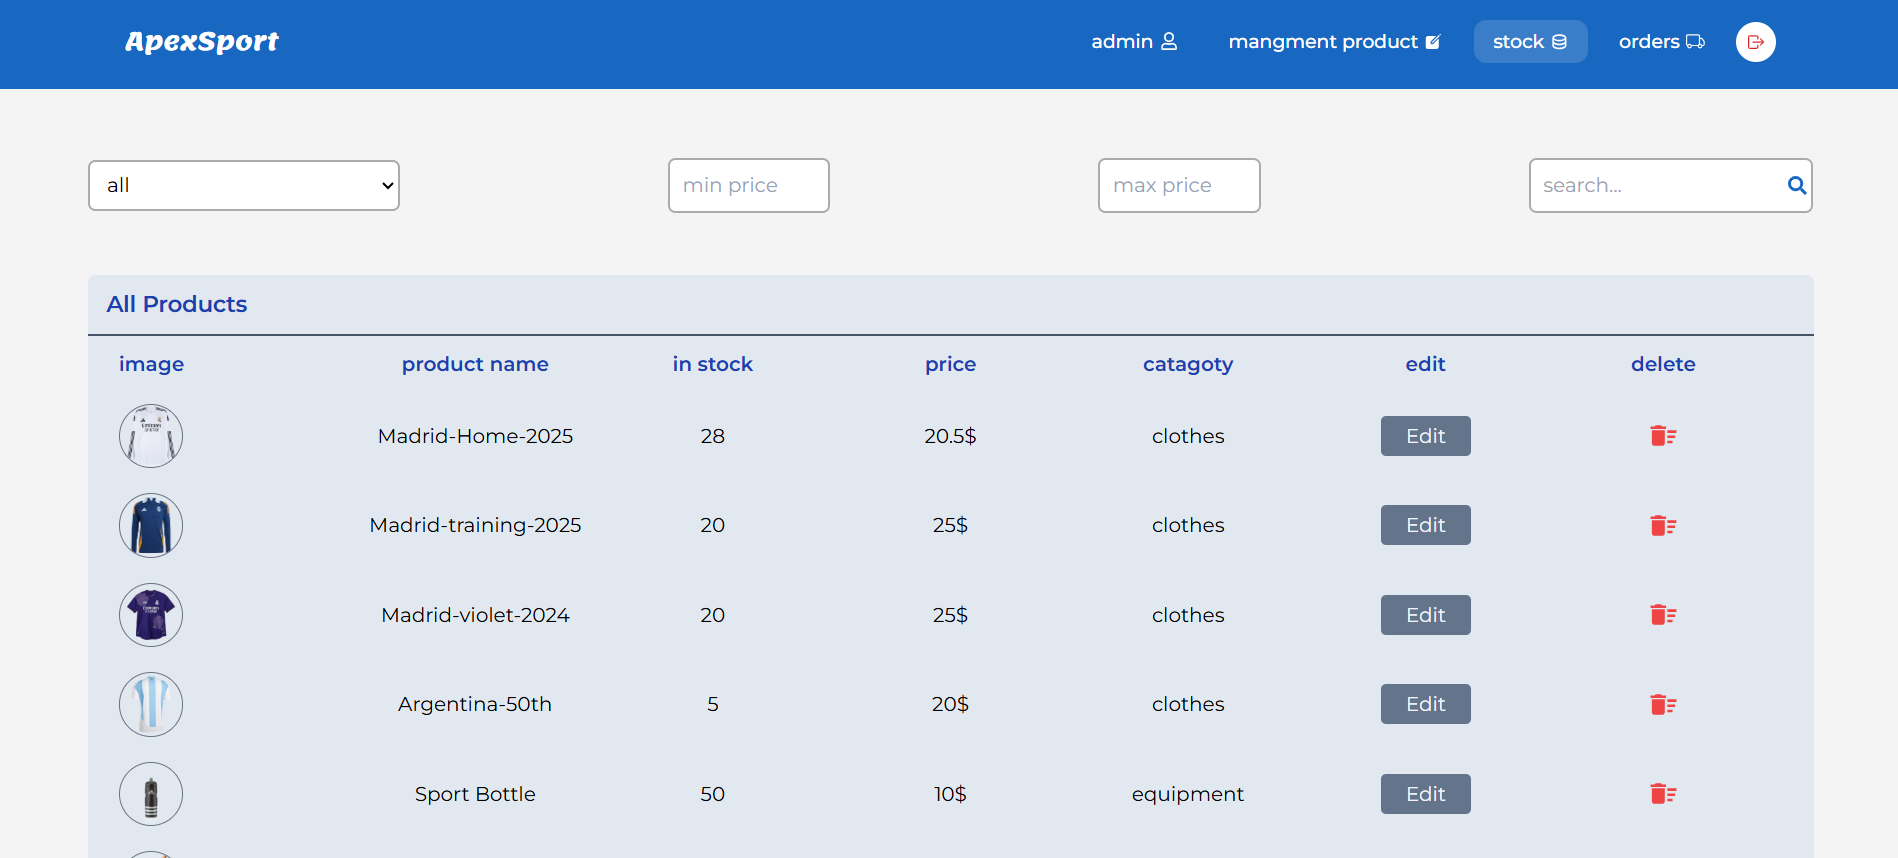 ApexSport
admin
mangment product
stock
orders
all
min price
max price
search...
All Products
image product name in stock price catagoty edit delete
Madrid-Home-2025 28 20.5$ clothes Edit
Madrid-training-2025 20 25$ clothes Edit
Madrid-violet-2024 20 25$ clothes Edit
Argentina-50th 5 20$ clothes Edit
Sport Bottle 50 10$ equipment Edit